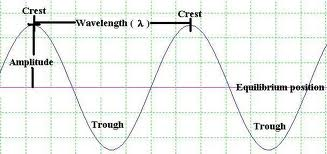 Crest
Crest
Wavelength ( λ )
Amplitude
Equilibrium position
Trough
Trough